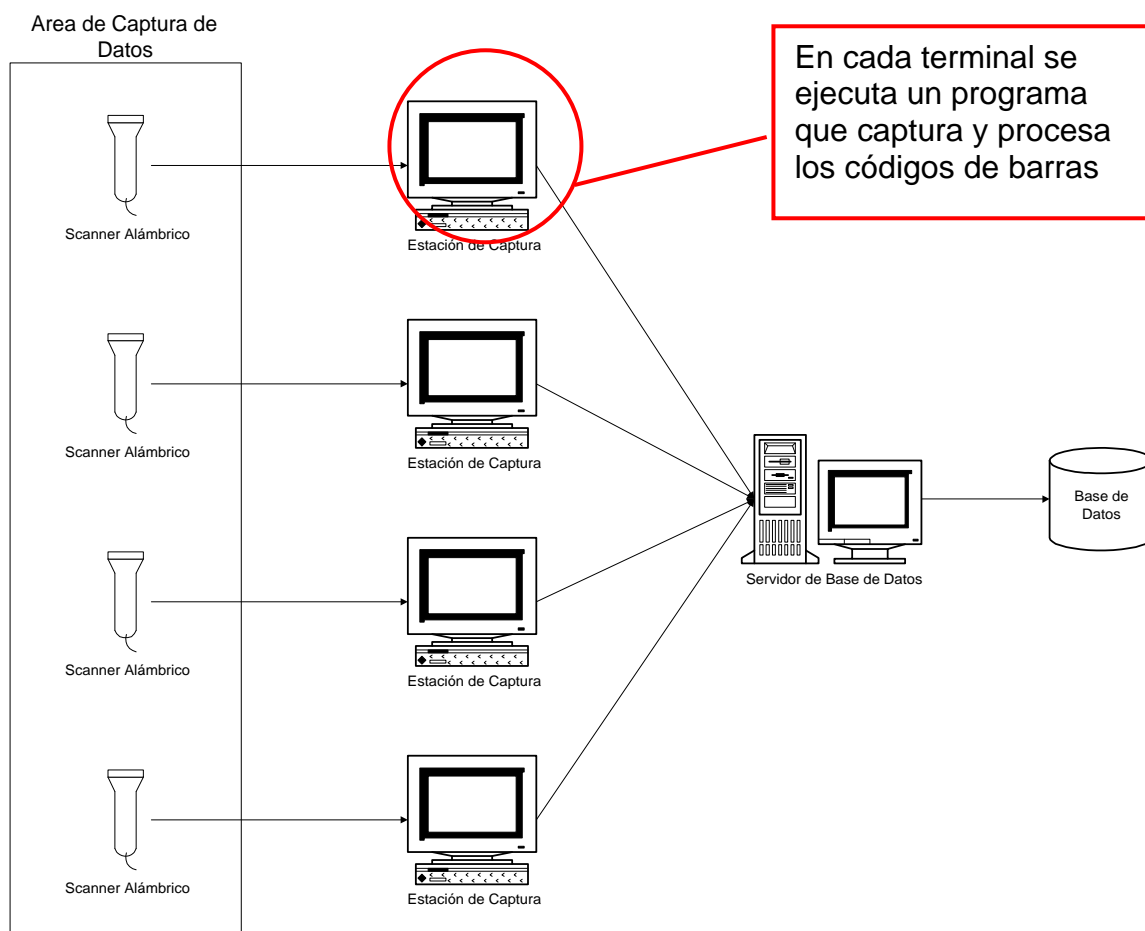 Area de Captura de
Datos
En cada terminal se
ejecuta un programa
que captura y procesa
los códigos de barras
Scanner Alámbrico
Estación de Captura
Scanner Alámbrico
Estación de Captura
Servidor de Base de Datos
Base de
Datos
Scanner Alámbrico
Estación de Captura
Scanner Alámbrico
Estación de Captura